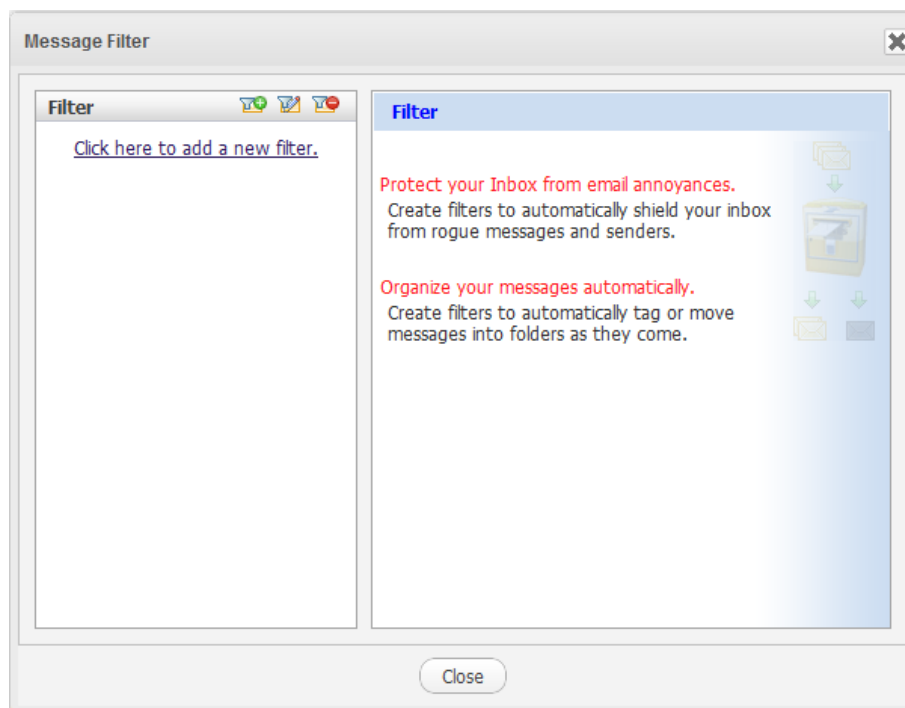 Message Filter
Filter
Click here to add a new filter.
Filter
Protect your Inbox from email annoyances.
Create filters to automatically shield your inbox
from rogue messages and senders.
Organize your messages automatically.
Create filters to automatically tag or move
messages into folders as they come.
Close